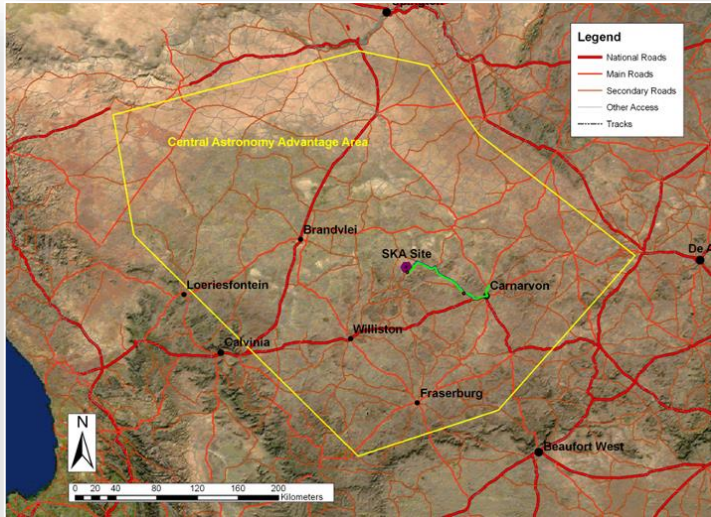 Legend
National Roads
Main Roads
Secondary Roads
Other Access
Tracks
Central Astronomy Advantage Area
Brandvlei
SKA Site
De A
Loeriesfontein
Carnarvon
Williston
Calvinia
Fraserburg
Beaufort West
N
0 20 40 80 120 160 200
Kilometers